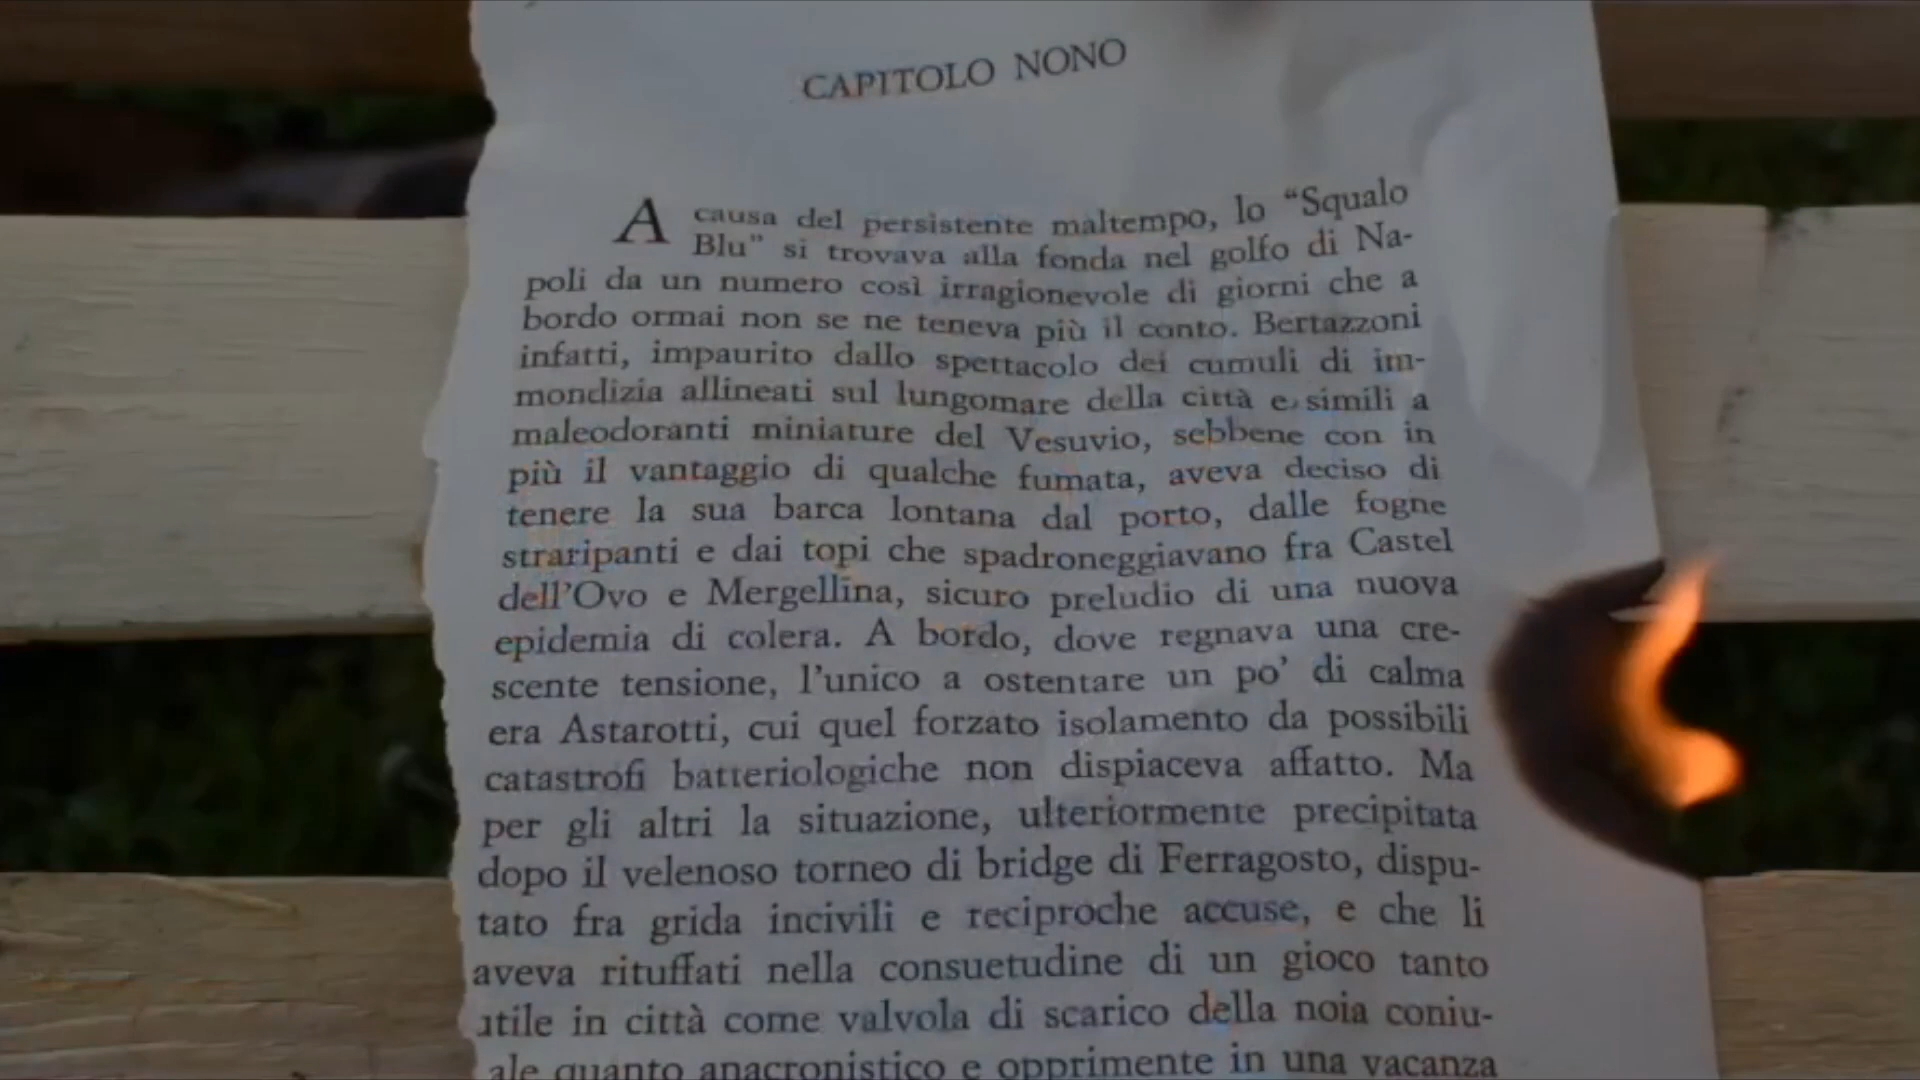 CAPITOLO NONO
A causa del persistente maltempo, lo “Squalo
Blu” si trovava alla fonda nel golfo di Na-
poli da un numero così irragionevole di giorni che a
bordo ormai non se ne teneva più il conto. Bertazzoni
infatti, impaurito dallo spettacolo dei cumuli di im-
mondizia allineati sul lungomare della città e simili a
maleodoranti miniature del Vesuvio, sebbene con in
più il vantaggio di qualche fumata, aveva deciso di
tenere la sua barca lontana dal porto, dalle fogne
straripanti e dai topi che spadroneggiavano fra Castel
dell’Ovo e Mergellina, sicuro preludio di una nuova
epidemia di colera. A bordo, dove regnava una cre-
scente tensione, l’unico a ostentare un po’ di calma
era Astarotti, cui quel forzato isolamento da possibili
catastrofi batteriologiche non dispiaceva affatto. Ma
per gli altri la situazione, ulteriormente precipitata
dopo il velenoso torneo di bridge di Ferragosto, dispu-
tato fra grida incivili e reciproche accuse, e che li
aveva rituffati nella consuetudine di un gioco tanto
utile in città come valvola di scarico della noia coniu-
ale quanto anacronistico e opprimente in una vacanza